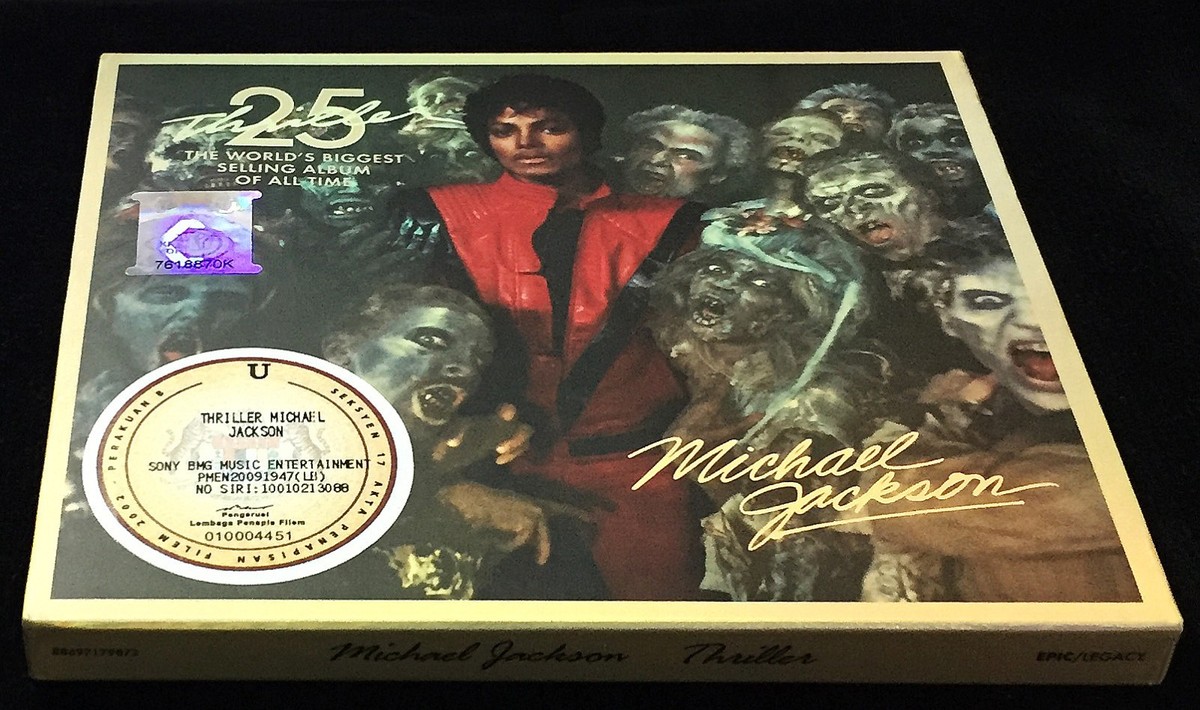 25
Thriller
THE WORLD'S BIGGEST
SELLING ALBUM
OF ALL TIME
7618870K
U
SEKSYEN 17 AKTA PENAPISAN FILEM 2002 - PERAKUAN B
THRILLER MICHAEL
JACKSON
SONY BMG MUSIC ENTERTAINMENT
NO SIRI:10010213088
Pengerusi
Lembaga Penapis Filem
010004451
Michael
Jackson
Michael Jackson Thriller
EPIC/LEGACY